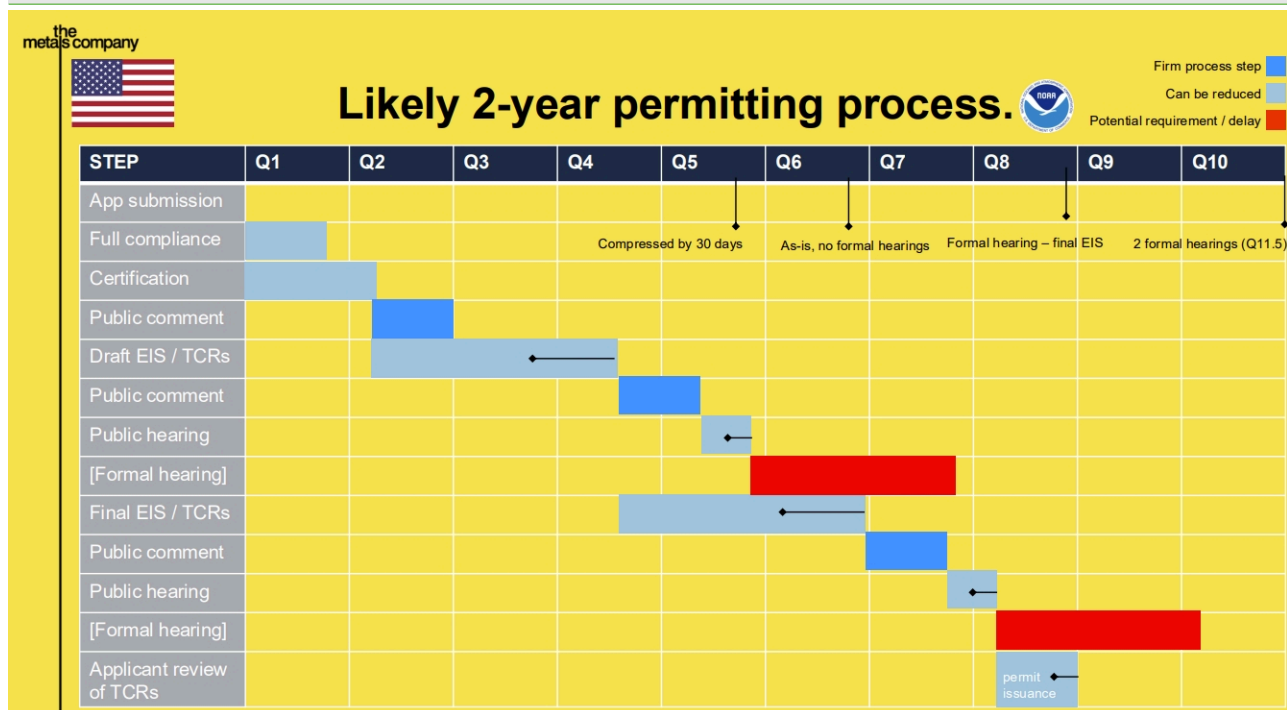 the
metals company
Likely 2-year permitting process.
NOAA
Firm process step
Can be reduced
Potential requirement / delay
STEP Q1 Q2 Q3 Q4 Q5 Q6 Q7 Q8 Q9 Q10
App submission
Full compliance
Compressed by 30 days As-is, no formal hearings Formal hearing – final EIS 2 formal hearings (Q11.5)
Certification
Public comment
Draft EIS / TCRs
Public comment
Public hearing
[Formal hearing]
Final EIS / TCRs
Public comment
Public hearing
[Formal hearing]
Applicant review
of TCRs
permit
issuance